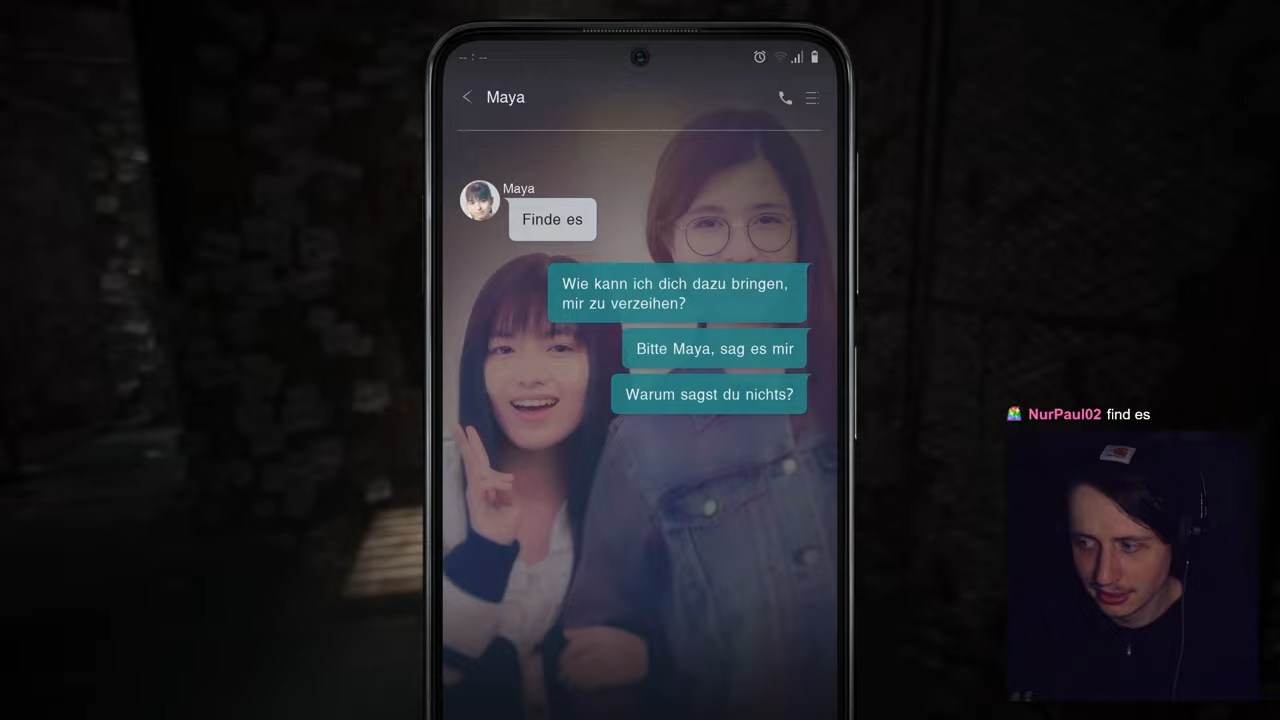 -- : --
Maya
Maya
Finde es
Wie kann ich dich dazu bringen,
mir zu verzeihen?
Bitte Maya, sag es mir
Warum sagst du nichts?
NurPaul02 find es